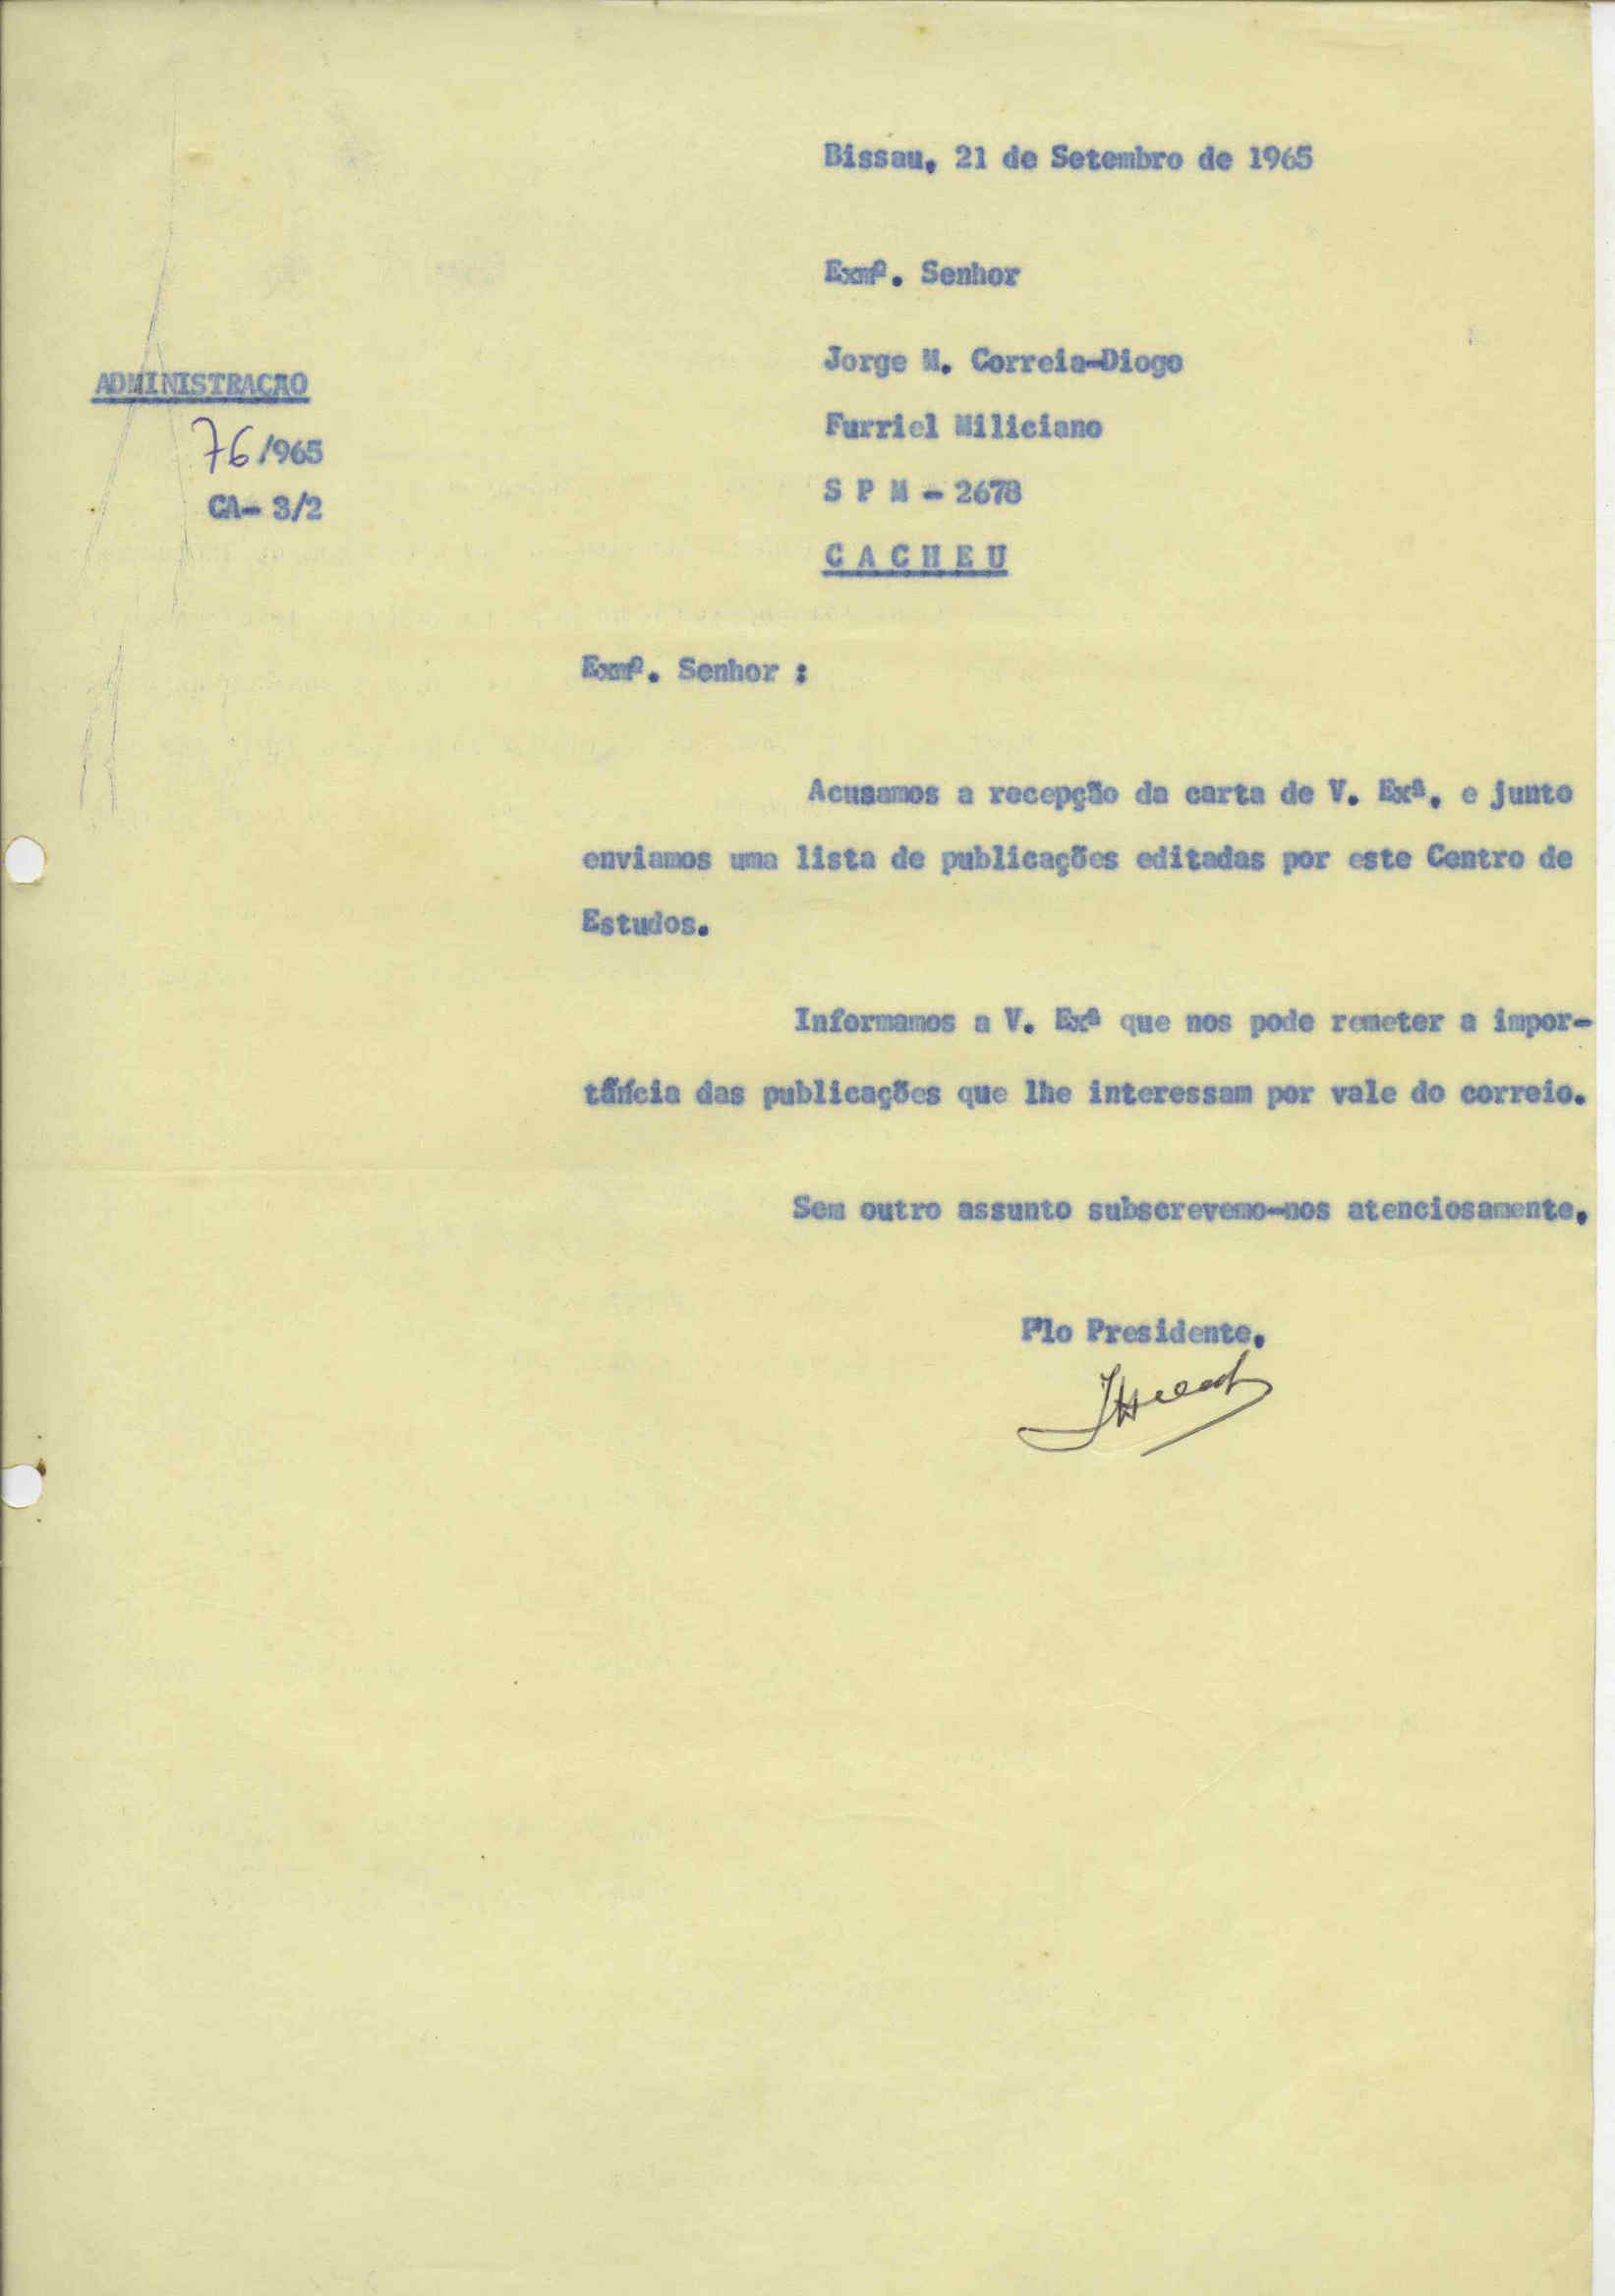 Bissau, 21 de Setembro de 1965
Exmº. Senhor
Jorge M. Correia-Diogo
Furriel Miliciano
S P M - 2678
C A C H E U
ADMINISTRAÇÃO
76/965
CA- 3/2
Exmº. Senhor :
Acusamos a recepção da carta de V. Exª. e junto
enviamos uma lista de publicações editadas por este Centro de
Estudos.
Informamos a V. Exª que nos pode remeter a impor-
tância das publicações que lhe interessam por vale do correio.
Sem outro assunto subscrevemo-nos atenciosamente,
P'lo Presidente,